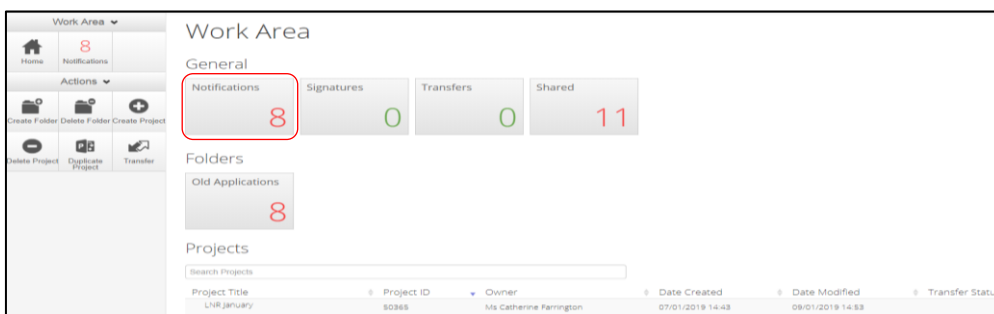 Work Area
8
Home Notifications
Actions
Create Folder Delete Folder Create Project
Delete Project Duplicate Project Transfer
Work Area
General
Notifications Signatures Transfers Shared
8 0 0 11
Folders
Old Applications
8
Projects
Search Projects
Project Title Project ID Owner Date Created Date Modified Transfer Statu
LNR January 50365 Ms Catherine Farrington 07/01/2019 14:43 09/01/2019 14:53